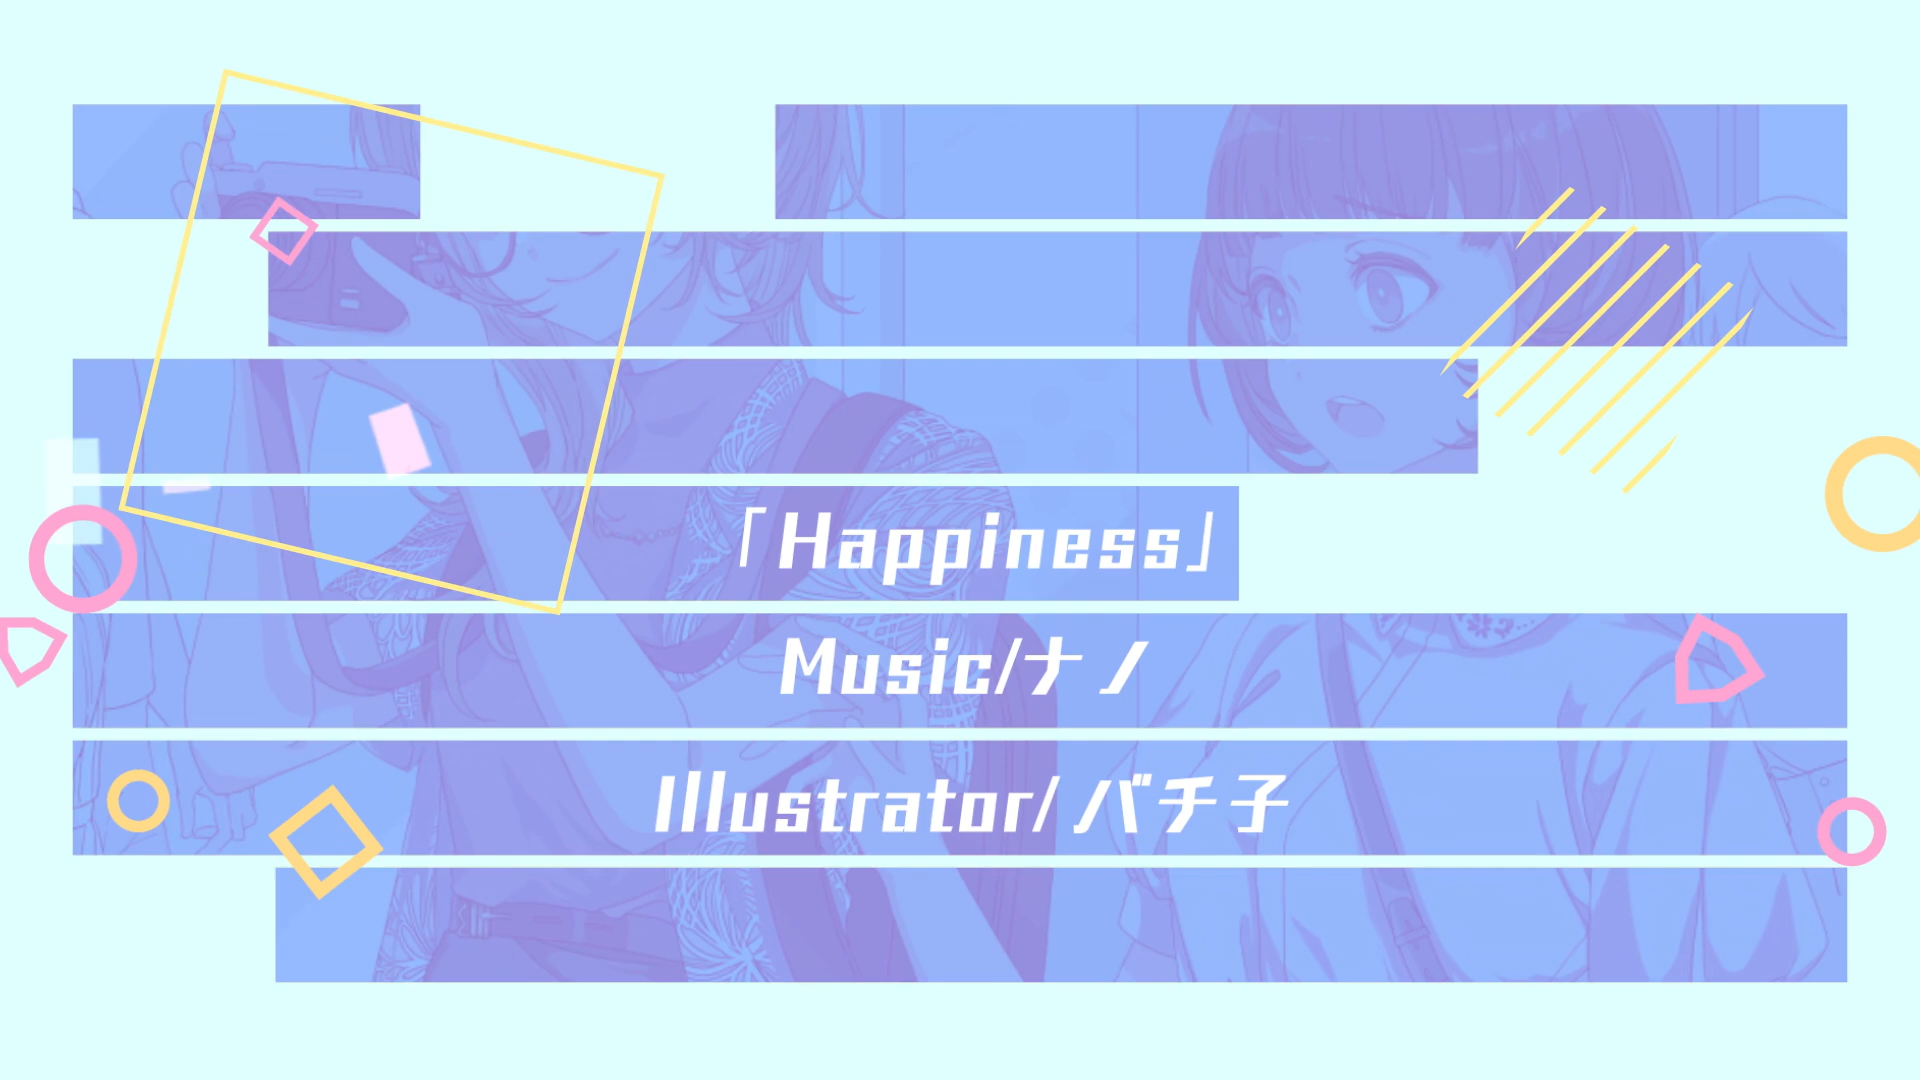 「Happiness」
Music/ナノ
Illustrator/バチ子